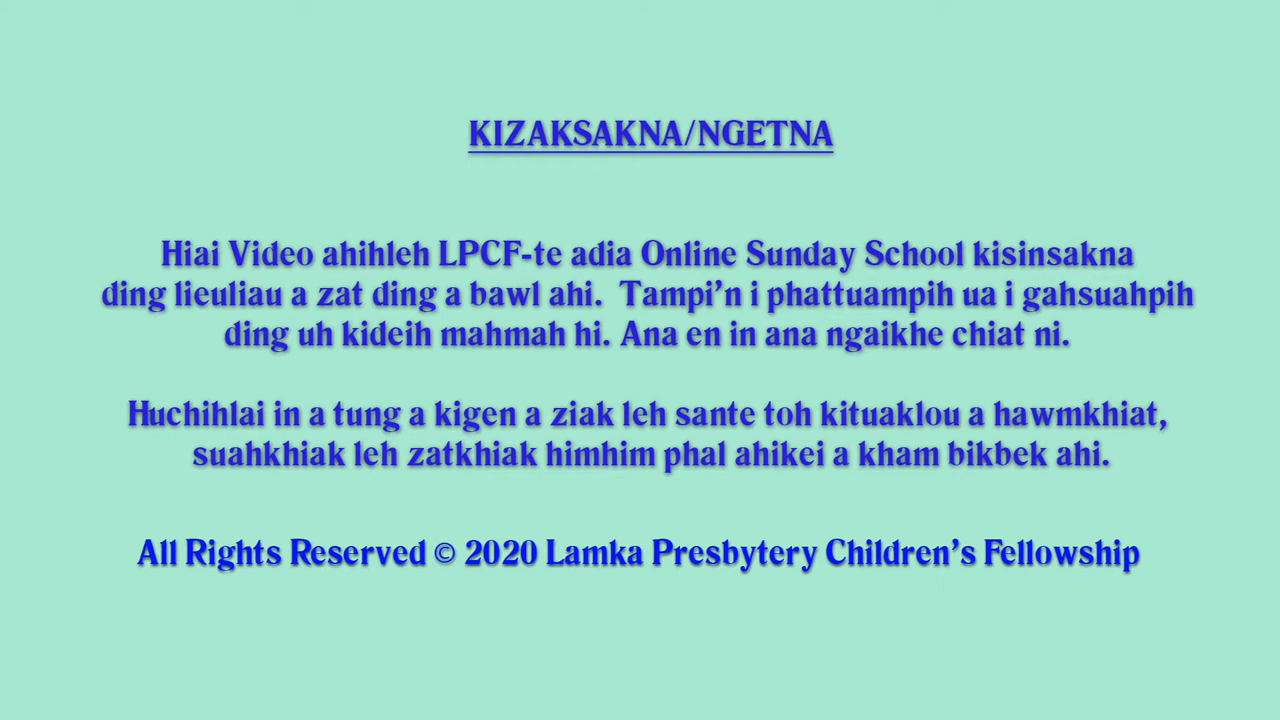 KIZAKSAKNA/NGETNA
Hiai Video ahihleh LPCF-te adia Online Sunday School kisinsakna
ding lieuliau a zat ding a bawl ahi. Tampi’n i phattuampih ua i gahsuahpih
ding uh kideih mahmah hi. Ana en in ana ngaikhe chiat ni.
Huchihlai in a tung a kigen a ziak leh sante toh kituaklou a hawmkhiat,
suahkhiak leh zatkhiak himhim phal ahikei a kham bikbek ahi.
All Rights Reserved © 2020 Lamka Presbytery Children’s Fellowship